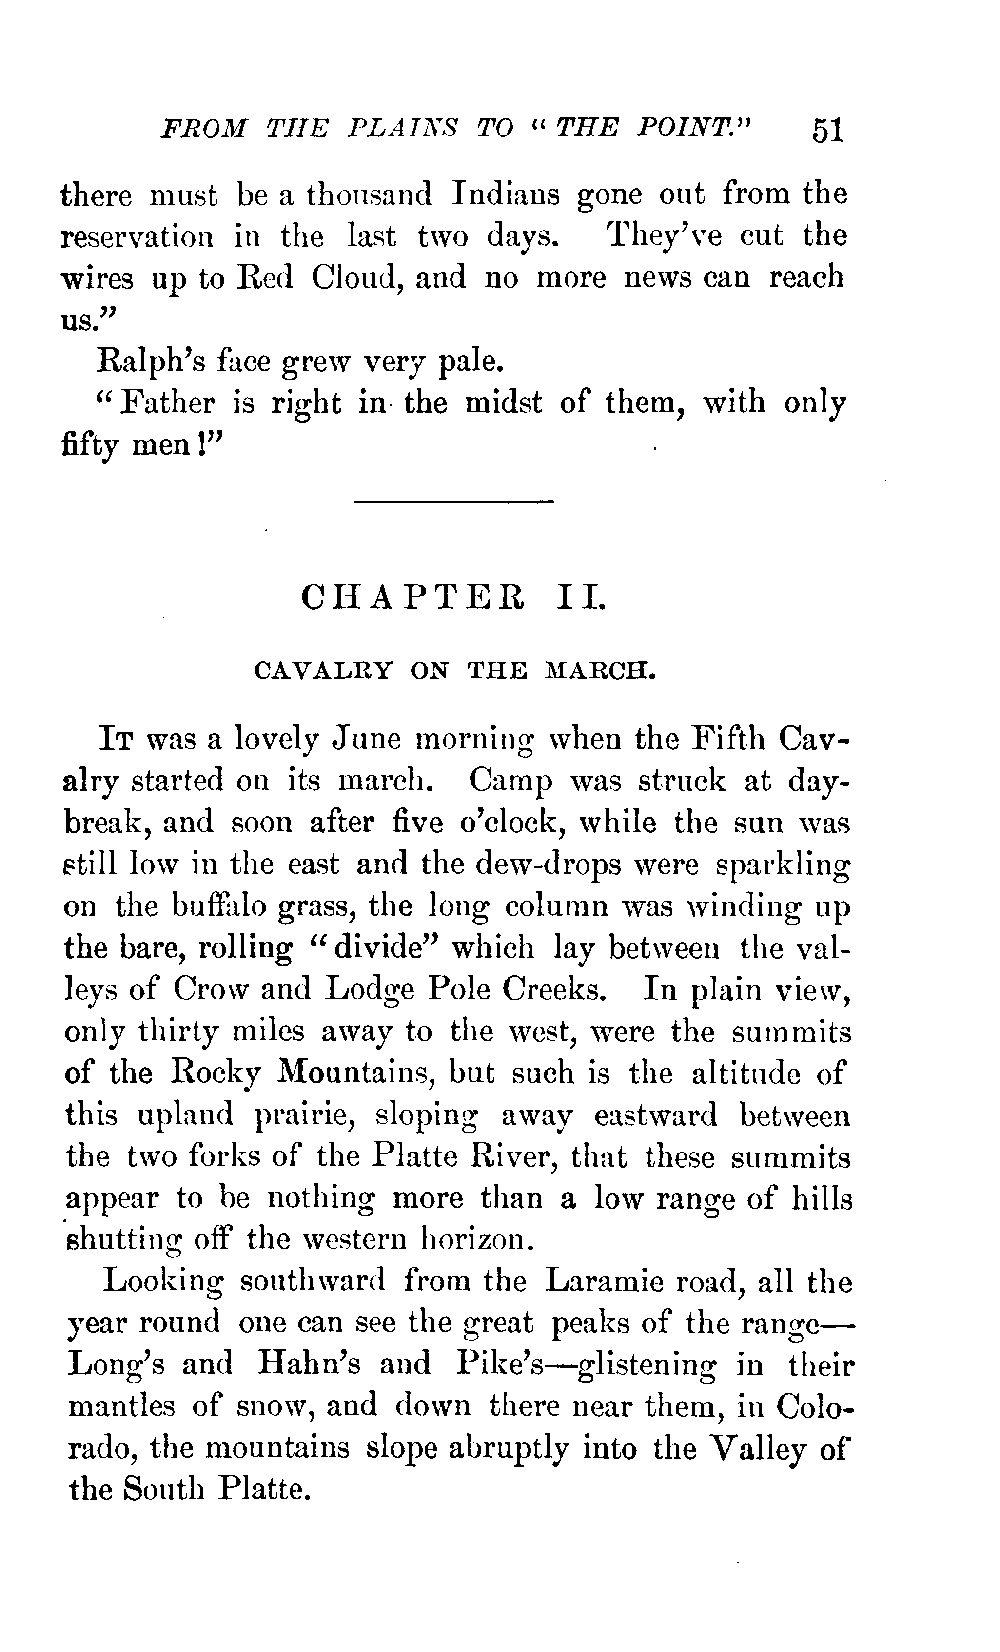 FROM THE PLAINS TO “THE POINT.” 51
there must be a thousand Indians gone out from the
reservation in the last two days. They’ve cut the
wires up to Red Cloud, and no more news can reach
us.”
Ralph’s face grew very pale.
“Father is right in the midst of them, with only
fifty men!”
CHAPTER II.
CAVALRY ON THE MARCH.
IT was a lovely June morning when the Fifth Cav-
alry started on its march. Camp was struck at day-
break, and soon after five o’clock, while the sun was
still low in the east and the dew-drops were sparkling
on the buffalo grass, the long column was winding up
the bare, rolling “divide” which lay between the val-
leys of Crow and Lodge Pole Creeks. In plain view,
only thirty miles away to the west, were the summits
of the Rocky Mountains, but such is the altitude of
this upland prairie, sloping away eastward between
the two forks of the Platte River, that these summits
appear to be nothing more than a low range of hills
shutting off the western horizon.
Looking southward from the Laramie road, all the
year round one can see the great peaks of the range—
Long’s and Hahn’s and Pike’s—glistening in their
mantles of snow, and down there near them, in Colo-
rado, the mountains slope abruptly into the Valley of
the South Platte.